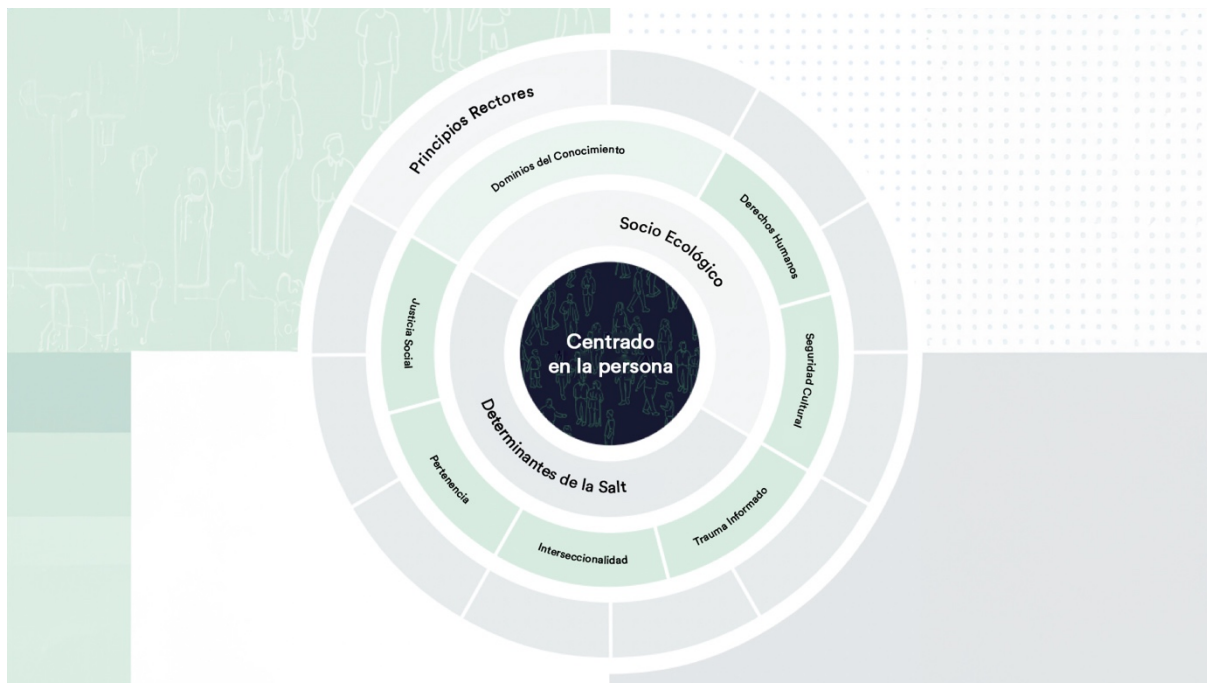 Principios Rectores
Dominios del Conocimiento
Derechos Humanos
Socio Ecológico
Centrado
en la persona
Justicia Social
Seguridad Cultural
Determinantes de la Salt
Pertenencia
Trauma Informado
Interseccionalidad